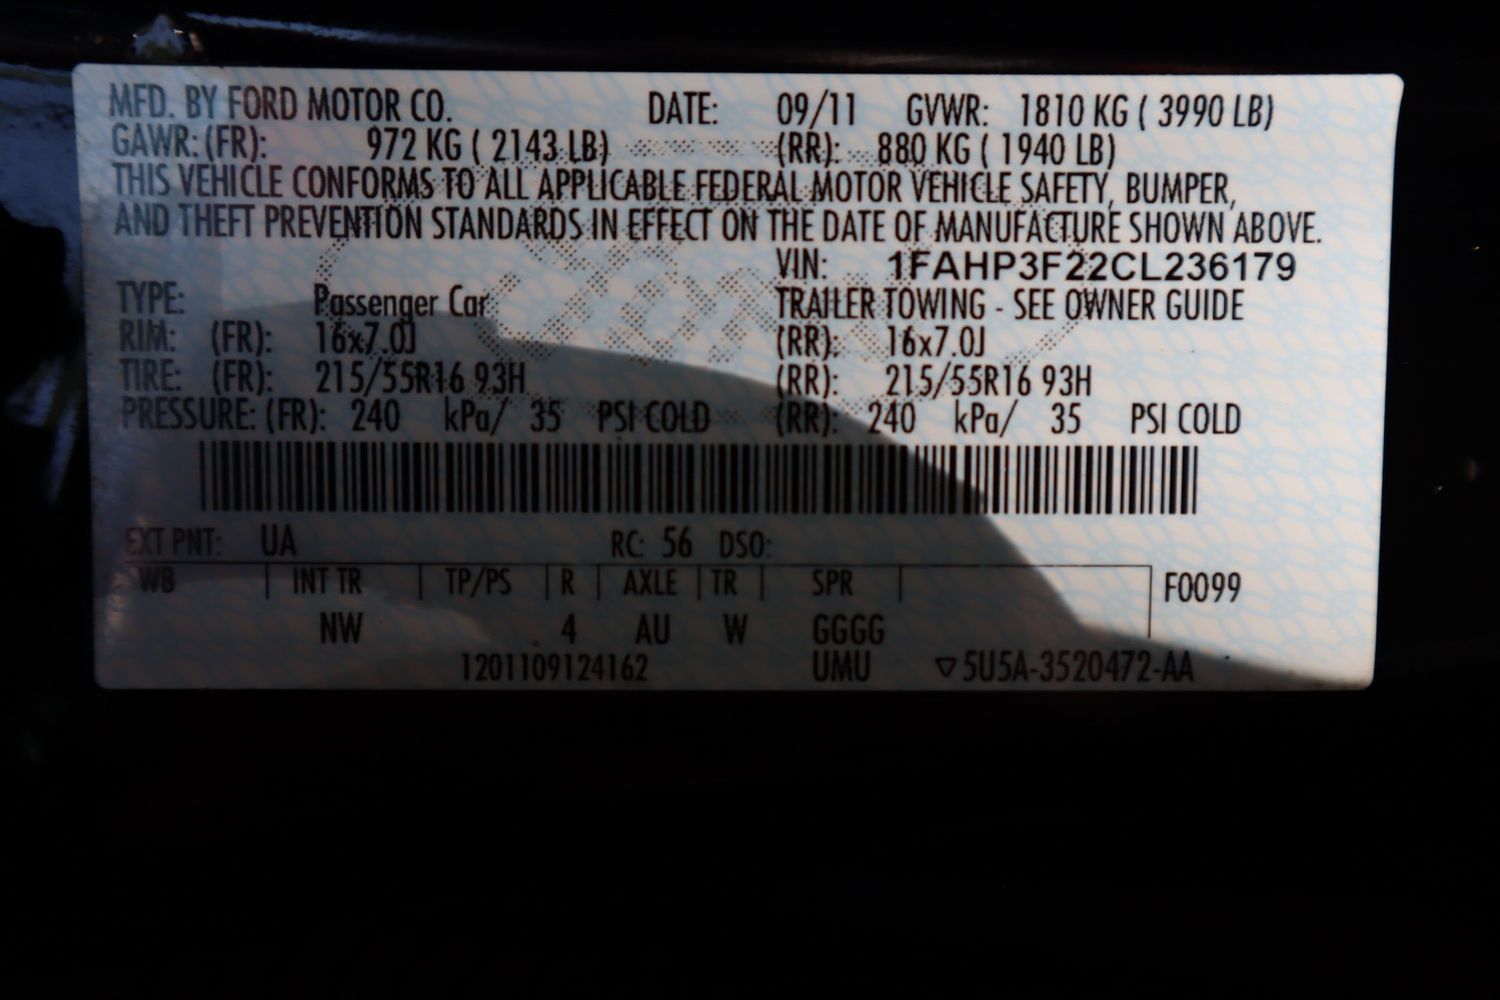 MFD. BY FORD MOTOR CO. DATE: 09/11 GVWR: 1810 KG ( 3990 LB)
GAWR: (FR): 972 KG ( 2143 LB) (RR): 880 KG ( 1940 LB)
THIS VEHICLE CONFORMS TO ALL APPLICABLE FEDERAL MOTOR VEHICLE SAFETY, BUMPER,
AND THEFT PREVENTION STANDARDS IN EFFECT ON THE DATE OF MANUFACTURE SHOWN ABOVE.
VIN: 1FAHP3F22CL236179
TYPE: Passenger Car TRAILER TOWING - SEE OWNER GUIDE
RIM: (FR): 16x7.0J (RR): 16x7.0J
TIRE: (FR): 215/55R16 93H (RR): 215/55R16 93H
PRESSURE: (FR): 240 kPa/ 35 PSI COLD (RR): 240 kPa/ 35 PSI COLD
EXT PNT: UA RC: 56 DSO:
WB INT TR TP/PS R AXLE TR SPR F0099
NW 4 AU W GGGG
1201109124162 UMU ▽5U5A-3520472-AA